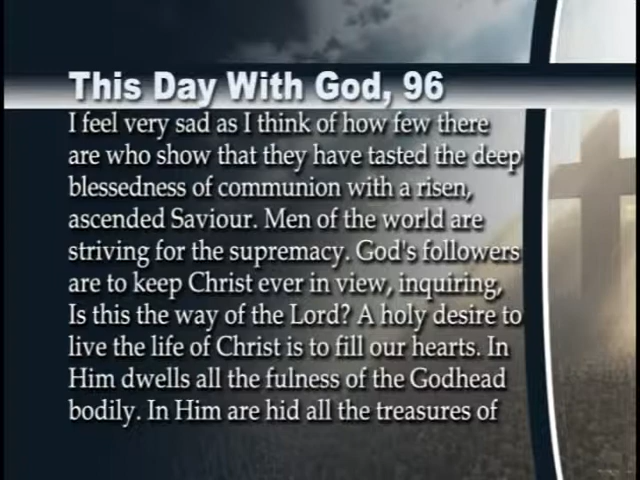 This Day With God, 96
I feel very sad as I think of how few there
are who show that they have tasted the deep
blessedness of communion with a risen,
ascended Saviour. Men of the world are
striving for the supremacy. God's followers
are to keep Christ ever in view, inquiring,
Is this the way of the Lord? A holy desire to
live the life of Christ is to fill our hearts. In
Him dwells all the fulness of the Godhead
bodily. In Him are hid all the treasures of